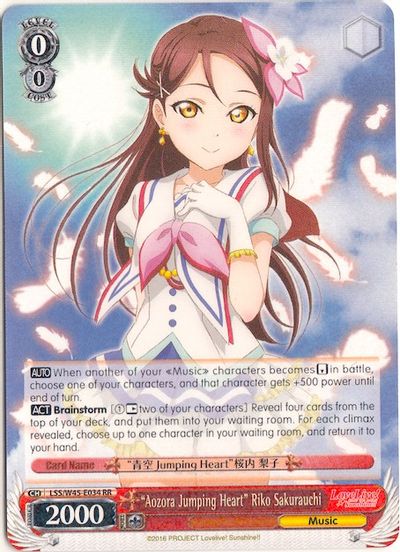 LEVEL
0
0
COST
AUTO When another of your «Music» characters becomes in battle,
choose one of your characters, and that character gets +500 power until
end of turn.
ACT Brainstorm [① two of your characters] Reveal four cards from
the top of your deck, and put them into your waiting room. For each climax
revealed, choose up to one character in your waiting room, and return it to
your hand.
Card Name
"青空 Jumping Heart" 桜内 梨子
CH LSS/W45-E034 RR
"Aozora Jumping Heart" Riko Sakurauchi
LoveLive!
Sunshine!!
POWER
2000
Music
©2016 PROJECT Lovelive! Sunshine!!